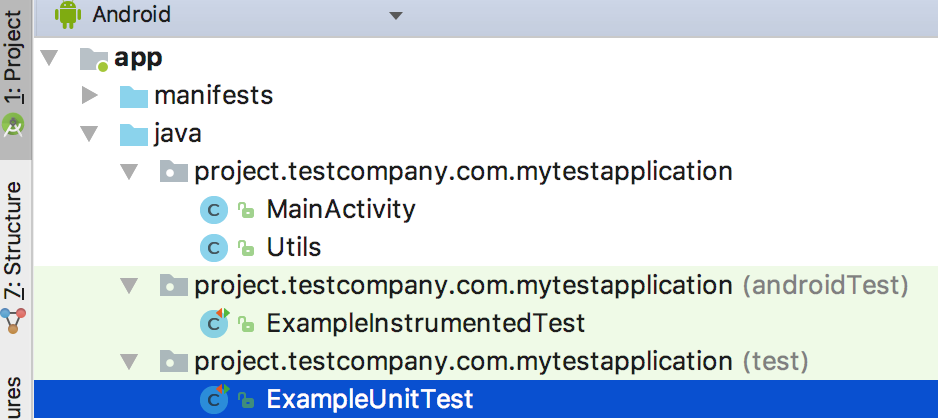 Android
1: Project
app
manifests
java
project.testcompany.com.mytestapplication
C MainActivity
C Utils
Z: Structure
project.testcompany.com.mytestapplication (androidTest)
C ExampleInstrumentedTest
project.testcompany.com.mytestapplication (test)
C ExampleUnitTest
ures